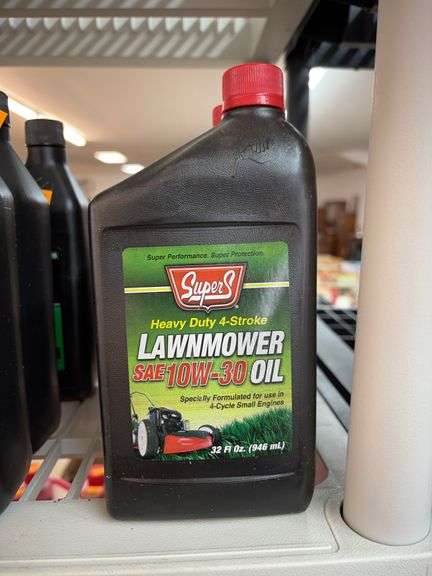 Super Performance. Super Protection.
Super S
Heavy Duty 4-Stroke
LAWNMOWER
SAE 10W-30 OIL
Specially Formulated for use in
4-Cycle Small Engines
32 Fl Oz. (946 mL)